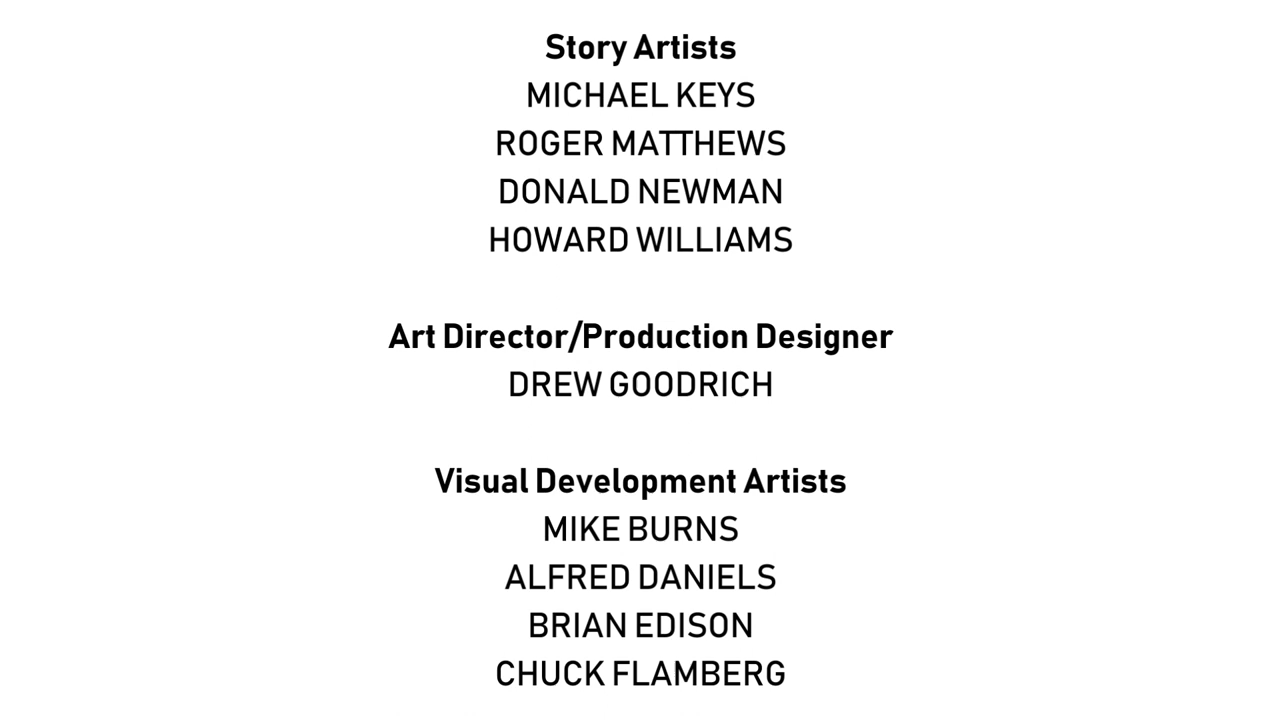 Story Artists
MICHAEL KEYS
ROGER MATTHEWS
DONALD NEWMAN
HOWARD WILLIAMS
Art Director/Production Designer
DREW GOODRICH
Visual Development Artists
MIKE BURNS
ALFRED DANIELS
BRIAN EDISON
CHUCK FLAMBERG